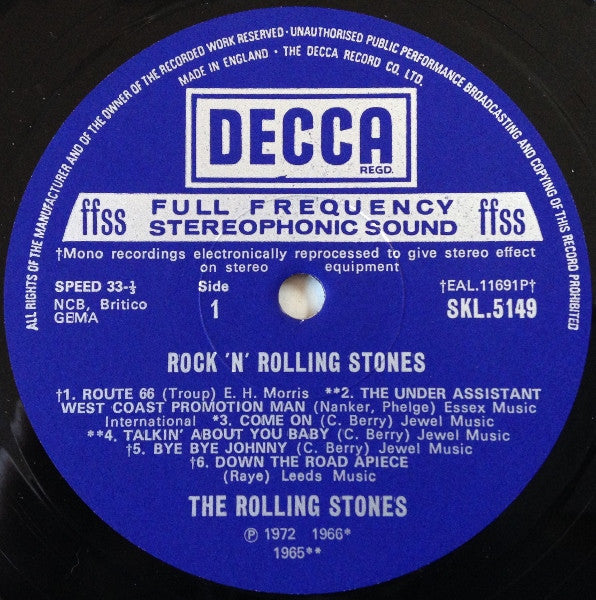 ALL RIGHTS OF THE MANUFACTURER AND OF THE OWNER OF THE RECORDED WORK RESERVED · UNAUTHORISED PUBLIC PERFORMANCE BROADCASTING AND COPYING OF THIS RECORD PROHIBITED
MADE IN ENGLAND · THE DECCA RECORD CO. LTD.
DECCA
REGD.
ffss FULL FREQUENCY STEREOPHONIC SOUND ffss
†Mono recordings electronically reprocessed to give stereo effect
on stereo equipment
SPEED 33-⅓ Side †EAL.11691P†
NCB, Britico 1 SKL.5149
GEMA
ROCK 'N' ROLLING STONES
†1. ROUTE 66 (Troup) E. H. Morris **2. THE UNDER ASSISTANT
WEST COAST PROMOTION MAN (Nanker, Phelge) Essex Music
International *3. COME ON (C. Berry) Jewel Music
**4. TALKIN' ABOUT YOU BABY (C. Berry) Jewel Music
†5. BYE BYE JOHNNY (C. Berry) Jewel Music
†6. DOWN THE ROAD APIECE
(Raye) Leeds Music
THE ROLLING STONES
℗ 1972 1966*
1965**